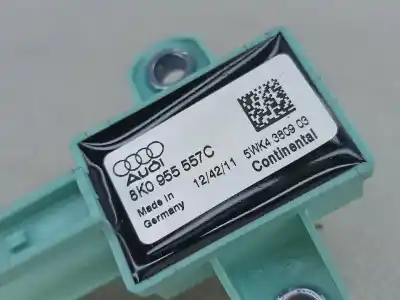 Audi
8K0 955 557C
Made in
Germany
12/42/11
5WK4 3809 03
Continental